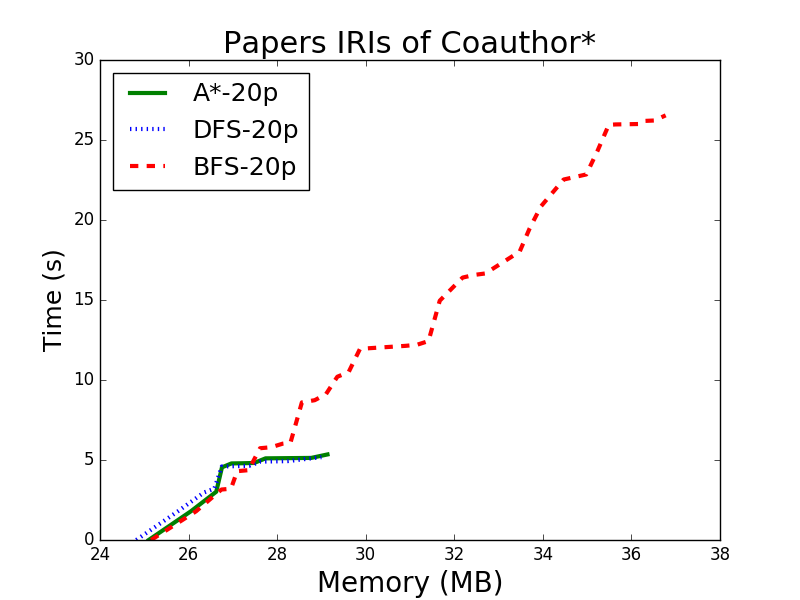 Papers IRIs of Coauthor*
30
25
20
15
10
5
0
Time (s)
A*-20p
DFS-20p
BFS-20p
24 26 28 30 32 34 36 38
Memory (MB)